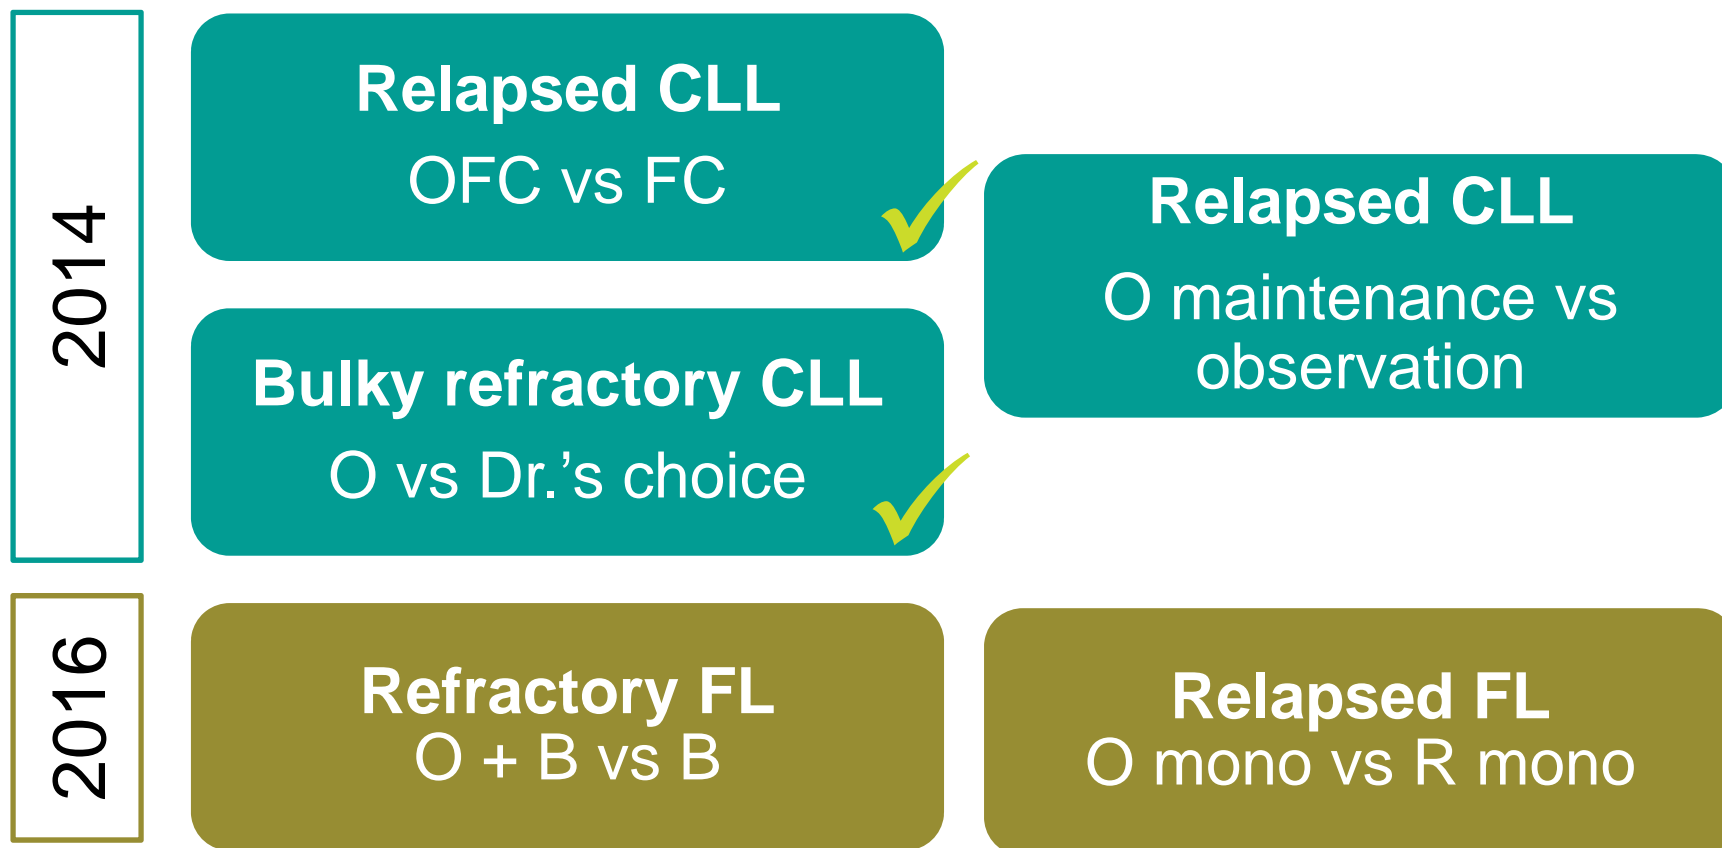 2014
Relapsed CLL
OFC vs FC
Relapsed CLL
O maintenance vs
observation
Bulky refractory CLL
O vs Dr.’s choice
2016
Refractory FL
O + B vs B
Relapsed FL
O mono vs R mono